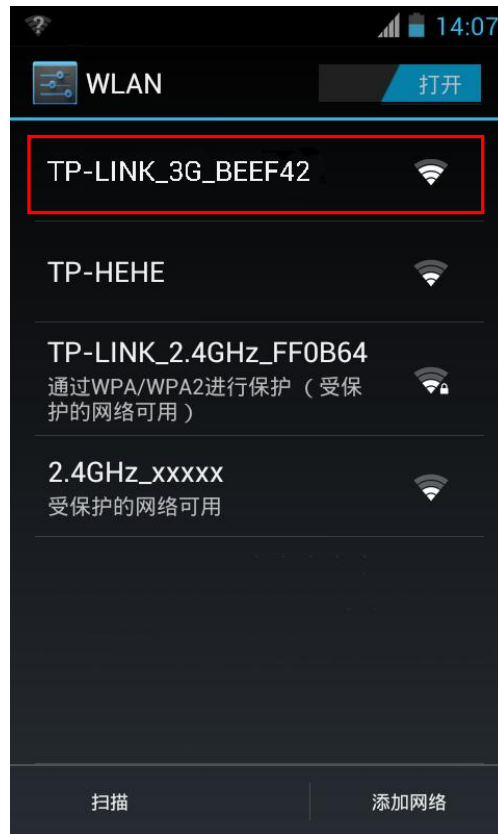 14:07
WLAN
打开
TP-LINK_3G_BEEF42
TP-HEHE
TP-LINK_2.4GHz_FF0B64
通过WPA/WPA2进行保护 （受保
护的网络可用）
2.4GHz_xxxxx
受保护的网络可用
扫描
添加网络